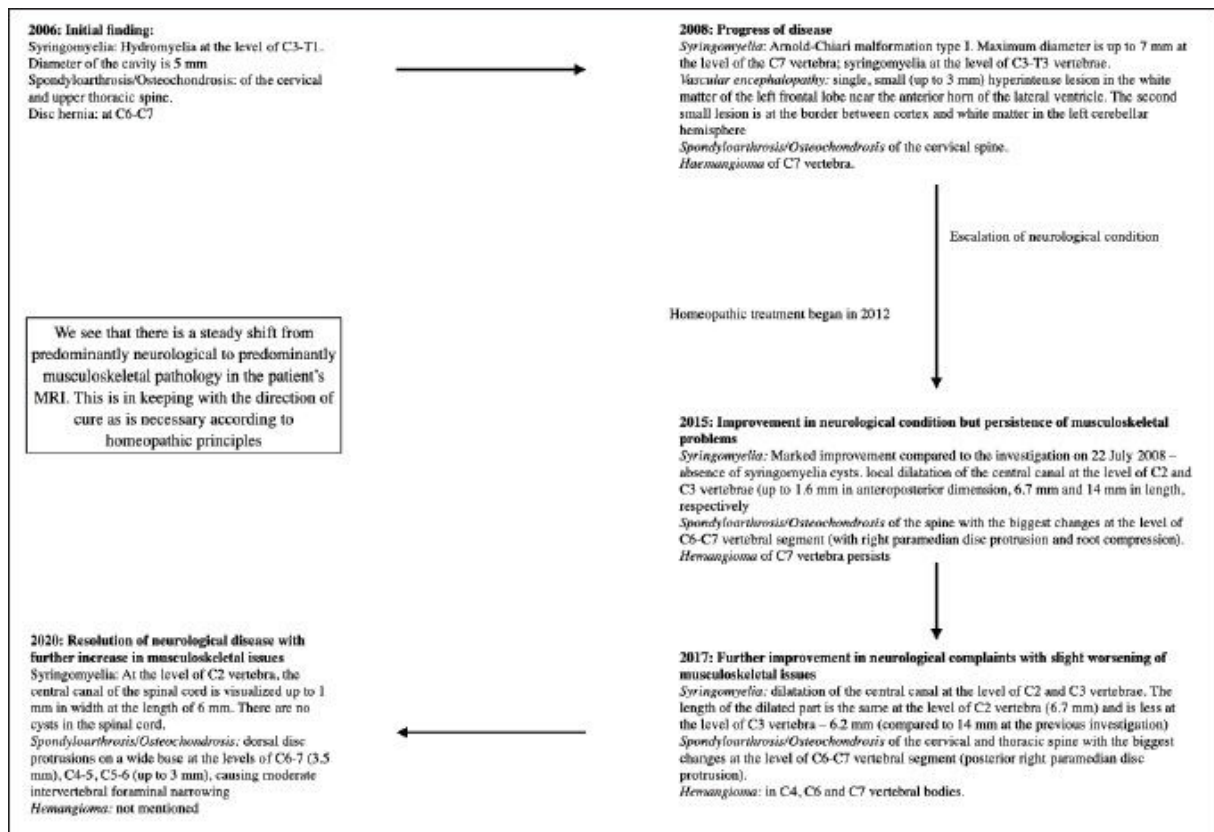 2006: Initial finding:
Syringomyelia: Hydromyelia at the level of C3-T1.
Diameter of the cavity is 5 mm
Spondyloarthrosis/Osteochondrosis: of the cervical
and upper thoracic spine.
Disc hernia: at C6-C7
2008: Progress of disease
Syringomyelia: Arnold-Chiari malformation type 1. Maximum diameter is up to 7 mm at
the level of the C7 vertebra; syringomyelia at the level of C3-T3 vertebrae.
Vascular encephalopathy: single, small (up to 3 mm) hyperintense lesion in the white
matter of the left frontal lobe near the anterior horn of the lateral ventricle. The second
small lesion is at the border between cortex and white matter in the left cerebellar
hemisphere
Spondyloarthrosis/Osteochondrosis of the cervical spine.
Haemangioma of C7 vertebra.
Escalation of neurological condition
Homeopathic treatment began in 2012
We see that there is a steady shift from
predominantly neurological to predominantly
musculoskeletal pathology in the patient's
MRI. This is in keeping with the direction of
cure as is necessary according to
homeopathic principles
2015: Improvement in neurological condition but persistence of musculoskeletal
problems
Syringomyelia: Marked improvement compared to the investigation on 22 July 2008 –
absence of syringomyelia cysts. local dilatation of the central canal at the level of C2 and
C3 vertebrae (up to 1.6 mm in anteroposterior dimension, 6.7 mm and 14 mm in length,
respectively
Spondyloarthrosis/Osteochondrosis of the spine with the biggest changes at the level of
C6-C7 vertebral segment (with right paramedian disc protrusion and root compression).
Hemangioma of C7 vertebra persists
2017: Further improvement in neurological complaints with slight worsening of
musculoskeletal issues
Syringomyelia: dilatation of the central canal at the level of C2 and C3 vertebrae. The
length of the dilated part is the same at the level of C2 vertebra (6.7 mm) and is less at
the level of C3 vertebra – 6.2 mm (compared to 14 mm at the previous investigation)
Spondyloarthrosis/Osteochondrosis of the cervical and thoracic spine with the biggest
changes at the level of C6-C7 vertebral segment (posterior right paramedian disc
protrusion).
Hemangioma: in C4, C6 and C7 vertebral bodies.
2020: Resolution of neurological disease with
further increase in musculoskeletal issues
Syringomyelia: At the level of C2 vertebra, the
central canal of the spinal cord is visualized up to 1
mm in width at the length of 6 mm. There are no
cysts in the spinal cord.
Spondyloarthrosis/Osteochondrosis: dorsal disc
protrusions on a wide base at the levels of C6-7 (3.5
mm), C4-5, C5-6 (up to 3 mm), causing moderate
intervertebral foraminal narrowing
Hemangioma: not mentioned